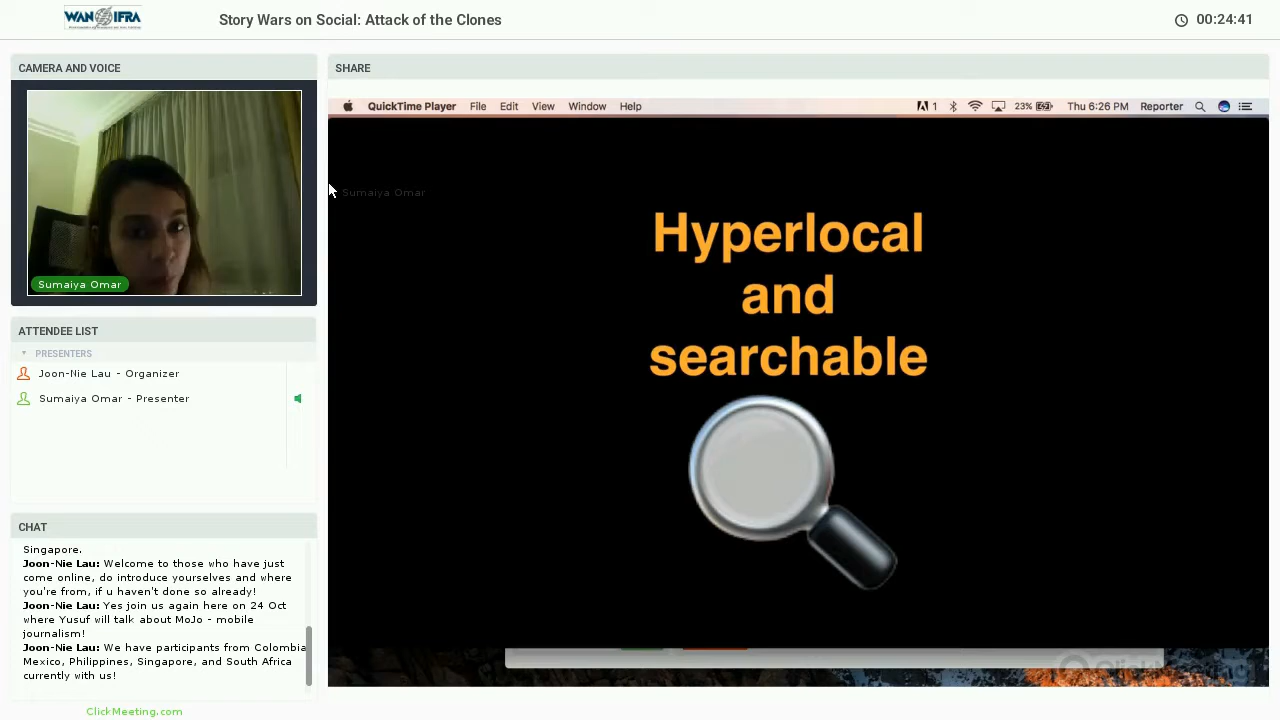 WAN IFRA
Story Wars on Social: Attack of the Clones
00:24:41
CAMERA AND VOICE
Sumaiya Omar
ATTENDEE LIST
PRESENTERS
Joon-Nie Lau - Organizer
Sumaiya Omar - Presenter
CHAT
Singapore.
Joon-Nie Lau: Welcome to those who have just
come online, do introduce yourselves and where
you're from, if u haven't done so already!
Joon-Nie Lau: Yes join us again here on 24 Oct
where Yusuf will talk about MoJo - mobile
journalism!
Joon-Nie Lau: We have participants from Colombia
Mexico, Philippines, Singapore, and South Africa
currently with us!
ClickMeeting.com
SHARE
QuickTime Player File Edit View Window Help
1 23% Thu 6:26 PM Reporter
Sumaiya Omar
Hyperlocal
and
searchable